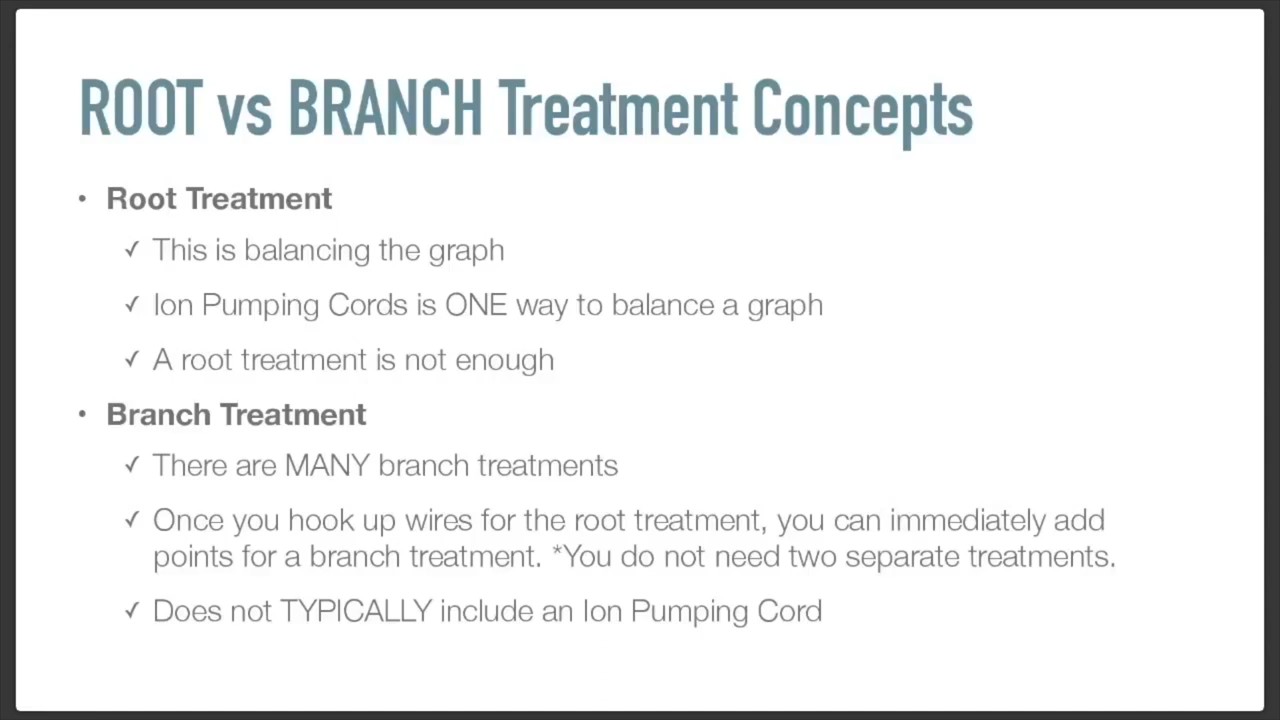 ROOT vs BRANCH Treatment Concepts
• Root Treatment
✓ This is balancing the graph
✓ Ion Pumping Cords is ONE way to balance a graph
✓ A root treatment is not enough
• Branch Treatment
✓ There are MANY branch treatments
✓ Once you hook up wires for the root treatment, you can immediately add
points for a branch treatment. *You do not need two separate treatments.
✓ Does not TYPICALLY include an Ion Pumping Cord